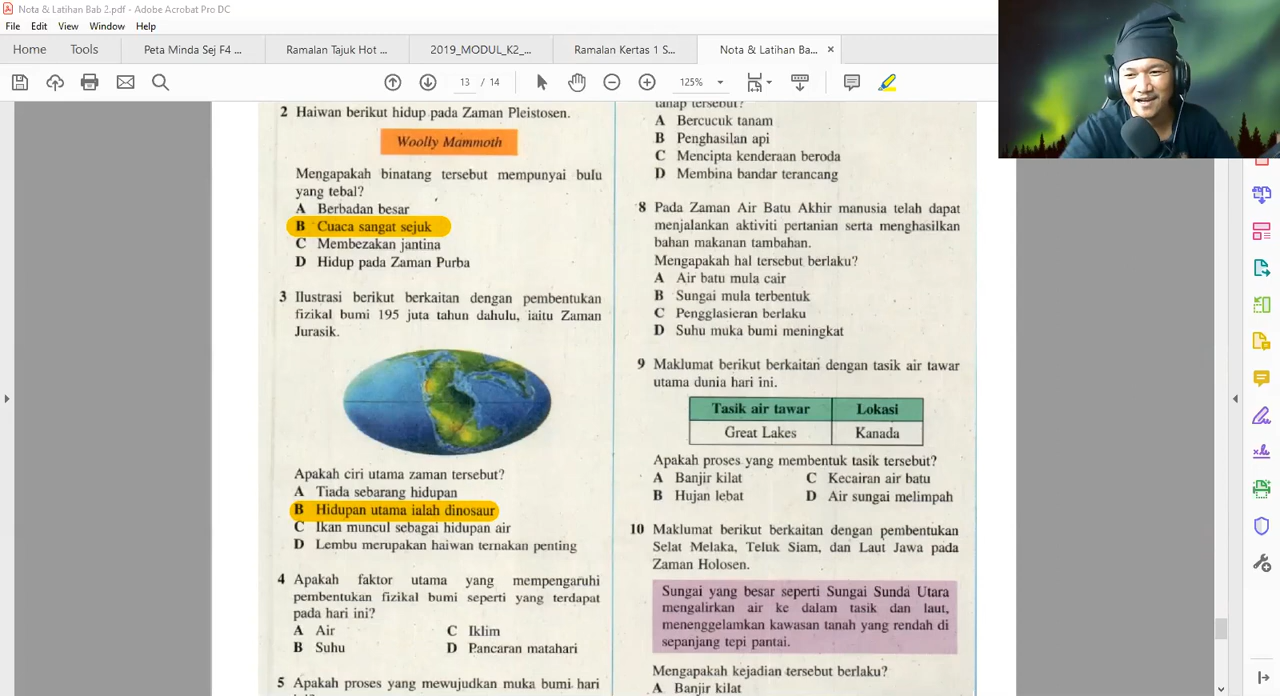 Nota & Latihan Bab 2.pdf - Adobe Acrobat Pro DC
File Edit View Window Help
Home Tools Peta Minda Sej F4 ... Ramalan Tajuk Hot ... 2019_MODUL_K2_... Ramalan Kertas 1 S... Nota & Latihan Ba... ×
13 / 14 125%
2 Haiwan berikut hidup pada Zaman Pleistosen.
Woolly Mammoth
Mengapakah binatang tersebut mempunyai bulu
yang tebal?
A Berbadan besar
B Cuaca sangat sejuk
C Membezakan jantina
D Hidup pada Zaman Purba
3 Ilustrasi berikut berkaitan dengan pembentukan
fizikal bumi 195 juta tahun dahulu, iaitu Zaman
Jurasik.
Apakah ciri utama zaman tersebut?
A Tiada sebarang hidupan
B Hidupan utama ialah dinosaur
C Ikan muncul sebagai hidupan air
D Lembu merupakan haiwan ternakan penting
4 Apakah faktor utama yang mempengaruhi
pembentukan fizikal bumi seperti yang terdapat
pada hari ini?
A Air C Iklim
B Suhu D Pancaran matahari
5 Apakah proses yang mewujudkan muka bumi hari
tahap tersebut?
A Bercucuk tanam
B Penghasilan api
C Mencipta kenderaan beroda
D Membina bandar terancang
8 Pada Zaman Air Batu Akhir manusia telah dapat
menjalankan aktiviti pertanian serta menghasilkan
bahan makanan tambahan.
Mengapakah hal tersebut berlaku?
A Air batu mula cair
B Sungai mula terbentuk
C Pengglasieran berlaku
D Suhu muka bumi meningkat
9 Maklumat berikut berkaitan dengan tasik air tawar
utama dunia hari ini.
Tasik air tawar Lokasi
Great Lakes Kanada
Apakah proses yang membentuk tasik tersebut?
A Banjir kilat C Kecairan air batu
B Hujan lebat D Air sungai melimpah
10 Maklumat berikut berkaitan dengan pembentukan
Selat Melaka, Teluk Siam, dan Laut Jawa pada
Zaman Holosen.
Sungai yang besar seperti Sungai Sunda Utara
mengalirkan air ke dalam tasik dan laut,
menenggelamkan kawasan tanah yang rendah di
sepanjang tepi pantai.
Mengapakah kejadian tersebut berlaku?
A Banjir kilat